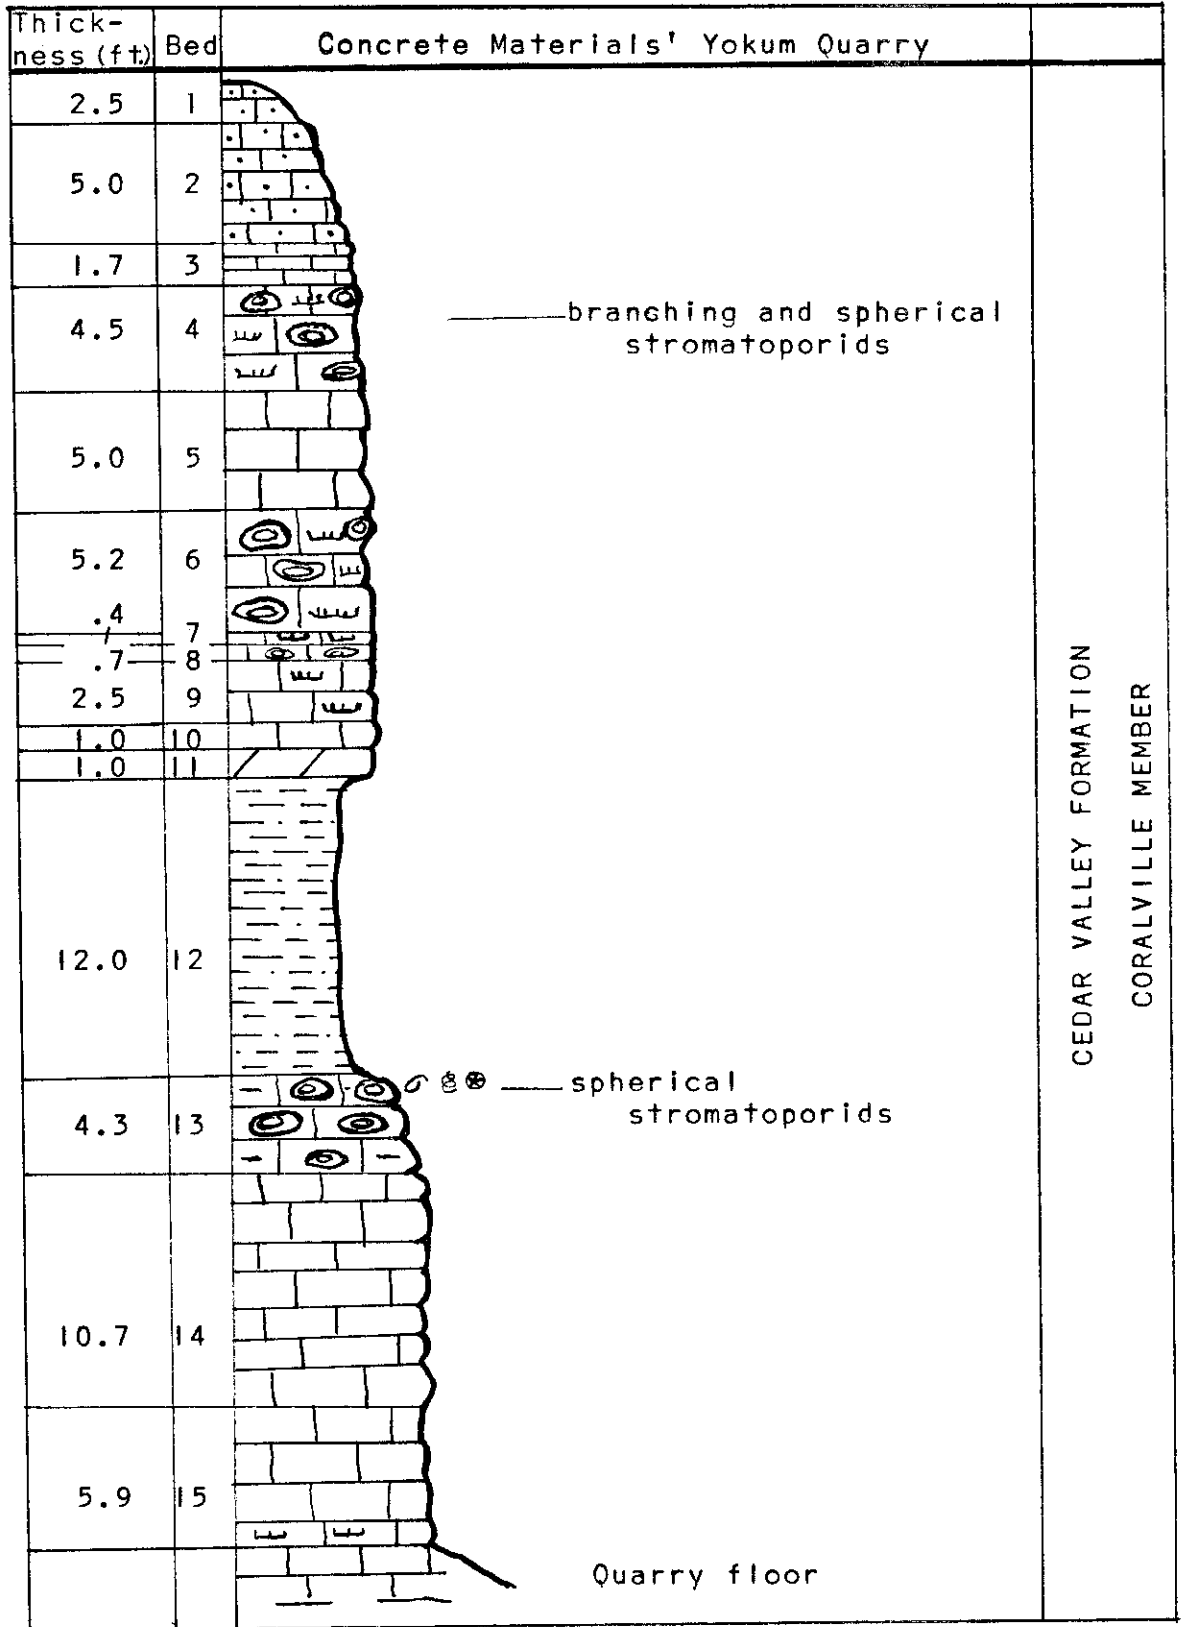 Thick-
ness (ft.) Bed Concrete Materials' Yokum Quarry
2.5 1
5.0 2
1.7 3
4.5 4
branching and spherical
stromatoporids
5.0 5
5.2 6
.4 7
.7 8
2.5 9
1.0 10
1.0 11
12.0 12
4.3 13
spherical
stromatoporids
10.7 14
5.9 15
Quarry floor
CEDAR VALLEY FORMATION
CORALVILLE MEMBER